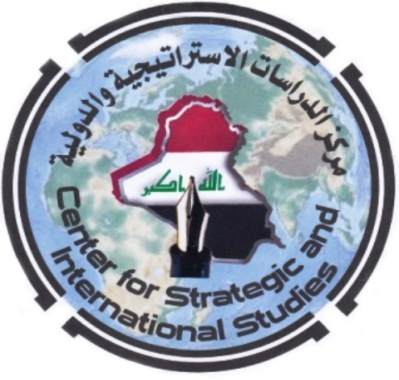 مركز الدراسات الاستراتيجية والدولية
الله اكبر
Center for Strategic and
International Studies